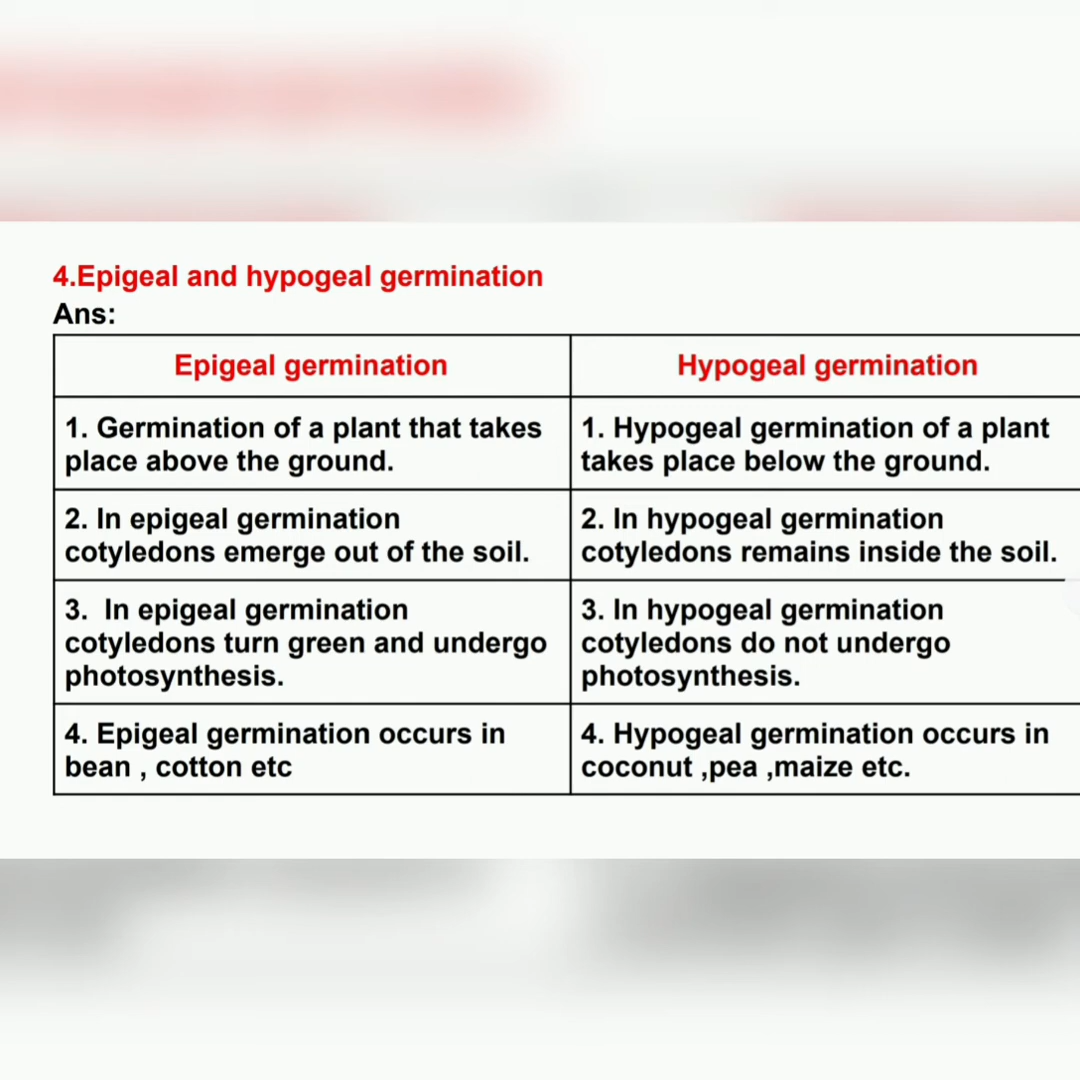 4.Epigeal and hypogeal germination
Ans:
Epigeal germination
Hypogeal germination
1. Germination of a plant that takes
place above the ground.
1. Hypogeal germination of a plant
takes place below the ground.
2. In epigeal germination
cotyledons emerge out of the soil.
2. In hypogeal germination
cotyledons remains inside the soil.
3.  In epigeal germination
cotyledons turn green and undergo
photosynthesis.
3. In hypogeal germination
cotyledons do not undergo
photosynthesis.
4. Epigeal germination occurs in
bean , cotton etc
4. Hypogeal germination occurs in
coconut ,pea ,maize etc.